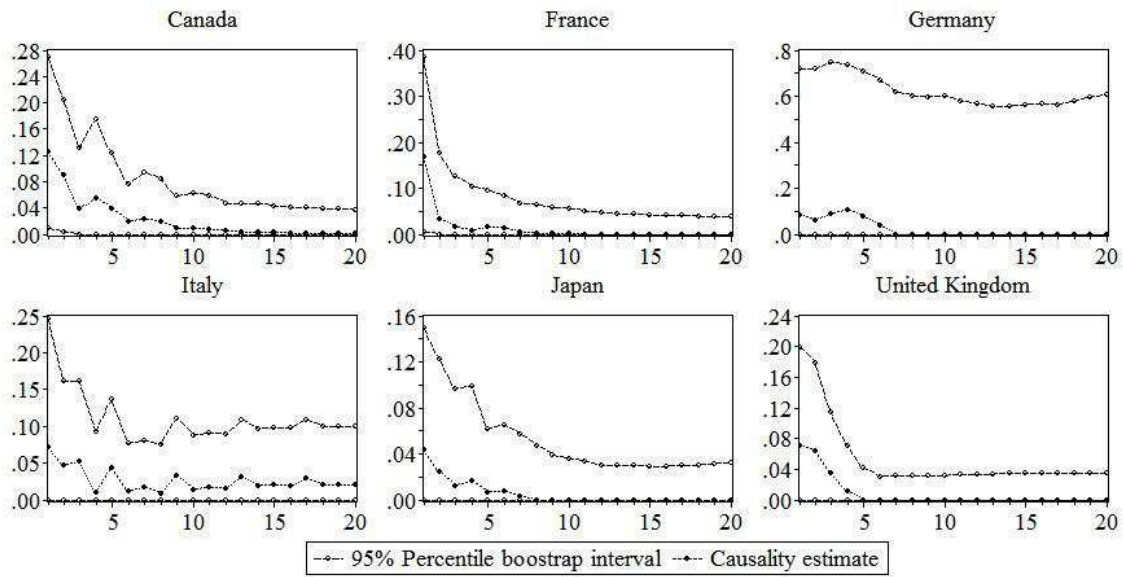 Canada
.28
.24
.20
.16
.12
.08
.04
.00
5 10 15 20
France
.40
.30
.20
.10
.00
5 10 15 20
Germany
.8
.6
.4
.2
.0
5 10 15 20
Italy
.25
.20
.15
.10
.05
.00
5 10 15 20
Japan
.16
.12
.08
.04
.00
5 10 15 20
United Kingdom
.24
.20
.16
.12
.08
.04
.00
5 10 15 20
95% Percentile boostrap interval
Causality estimate